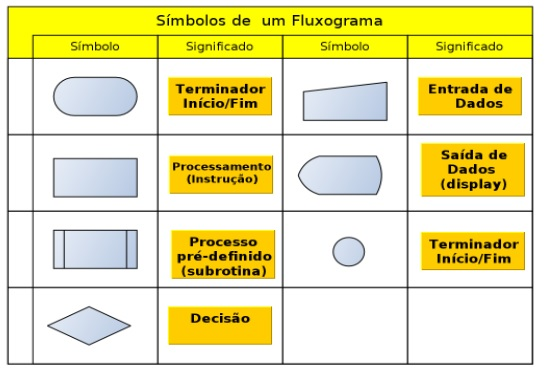 Símbolos de um Fluxograma
Símbolo Significado Símbolo Significado
Terminador
Início/Fim
Entrada de
Dados
Processamento
(Instrução)
Saída de
Dados
(display)
Processo
pré-definido
(subrotina)
Terminador
Início/Fim
Decisão